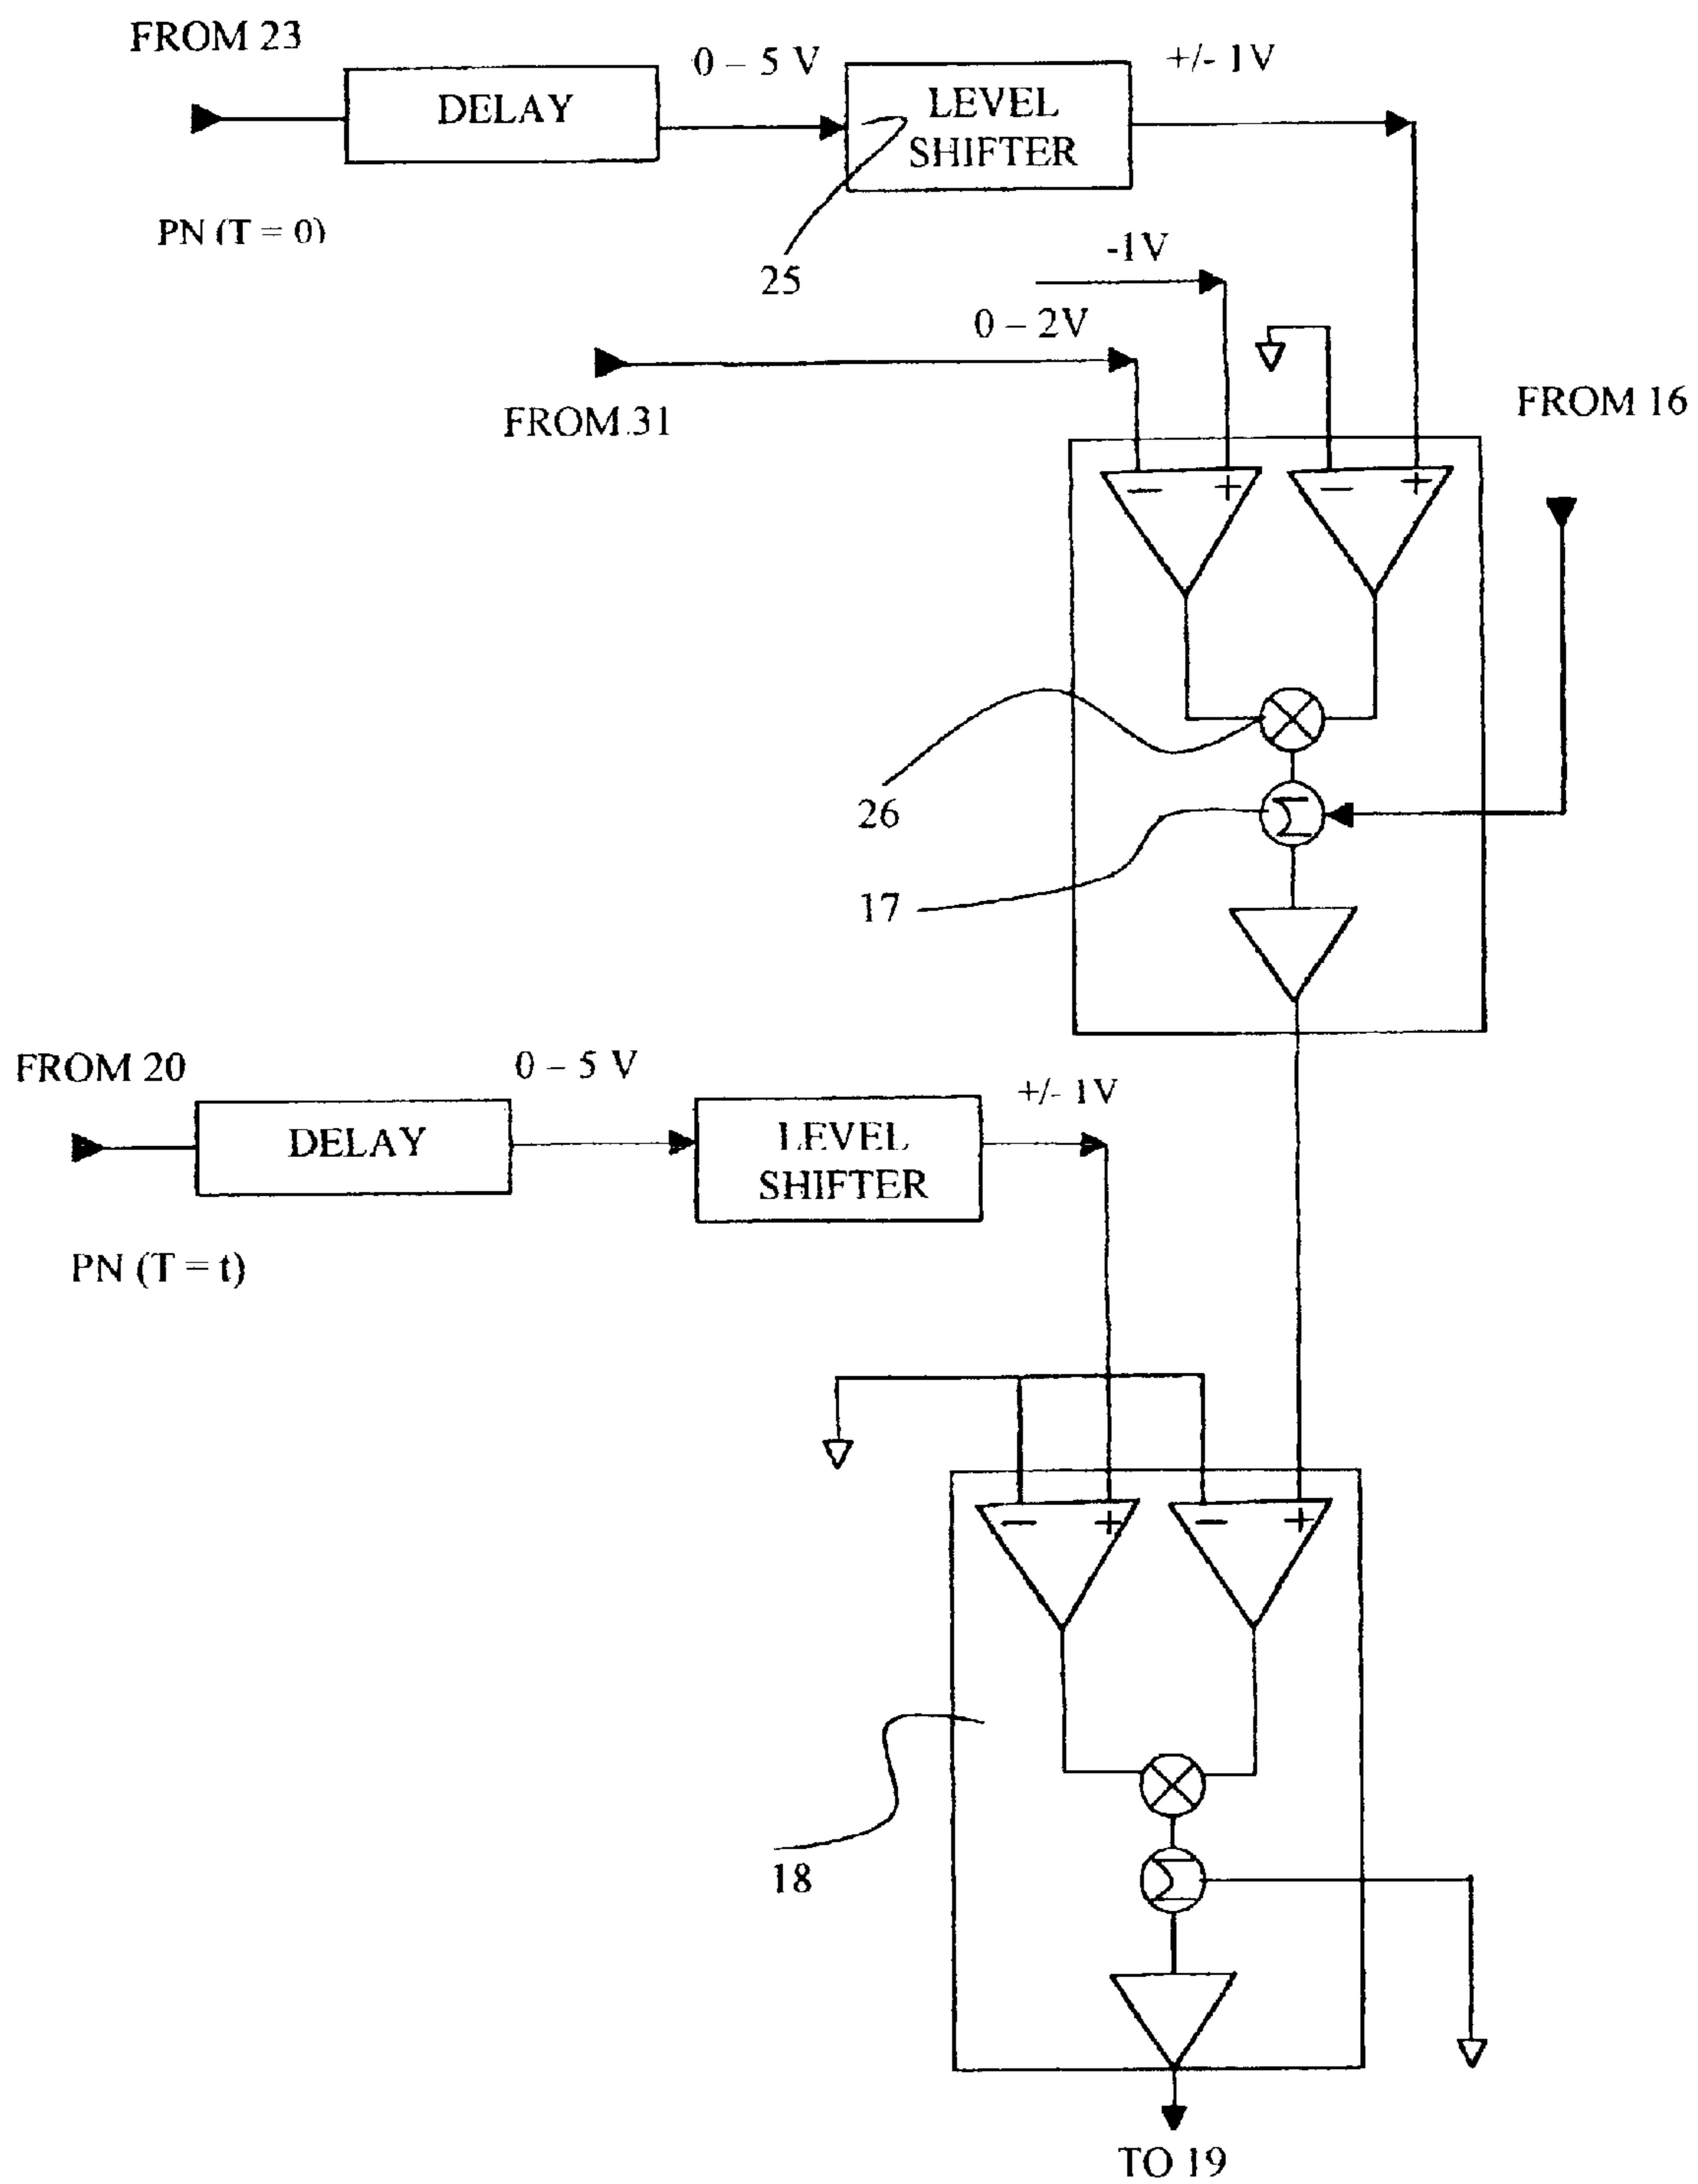 FROM 23
0 – 5 V
+/- 1V
DELAY
LEVEL
SHIFTER
PN (T = 0)
25
-1V
0 – 2V
FROM 31
FROM 16
− + − +
26
Σ
17
FROM 20
0 – 5 V
+/- 1V
DELAY
LEVEL
SHIFTER
PN (T = t)
− + − +
18
Σ
TO 19